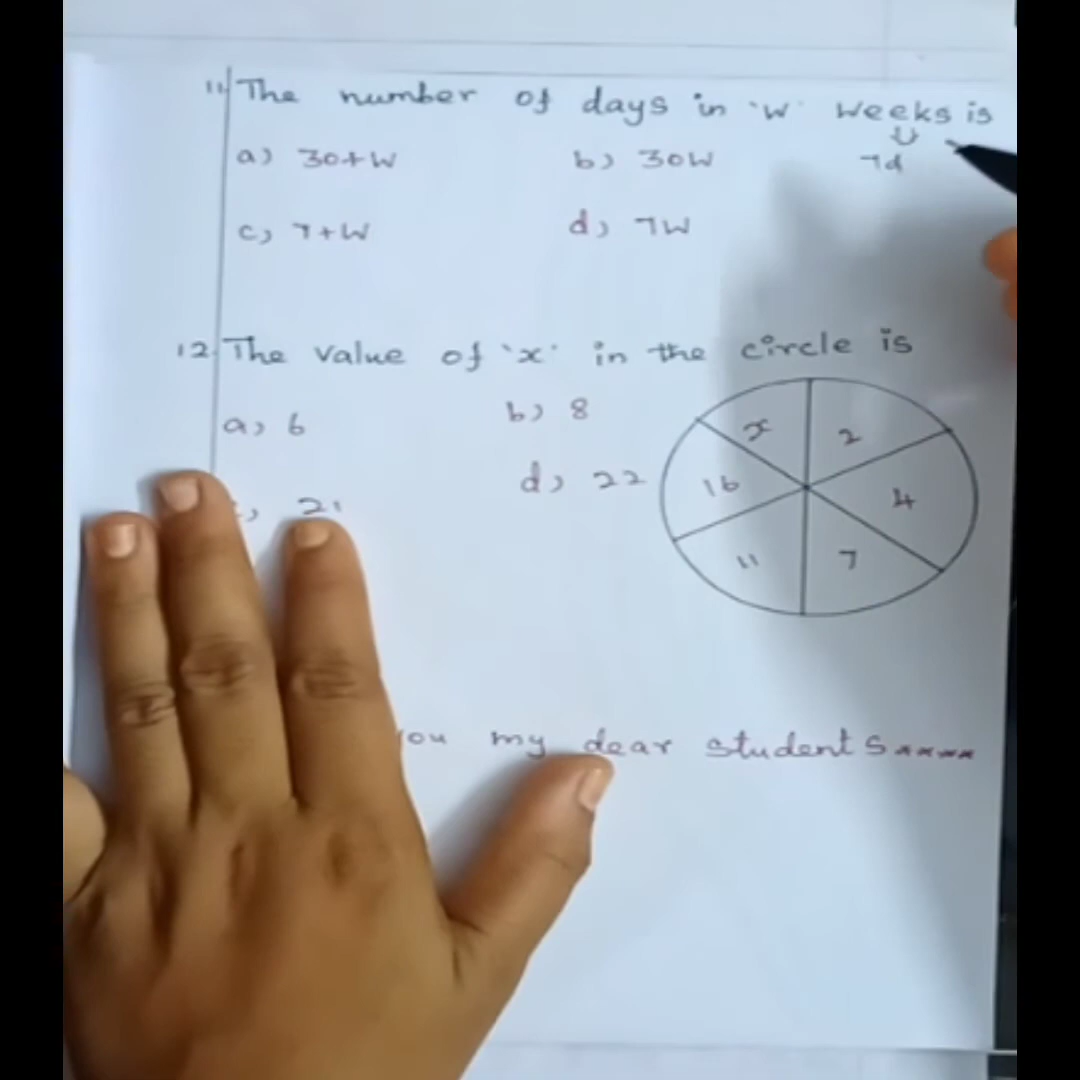 11. The number of days in 'w' weeks is
7d
a) 30+W b) 30W
c) 7+W d) 7W
12. The value of 'x' in the circle is
a) 6 b) 8
d) 22
21
x 2
16 4
11 7
my dear students